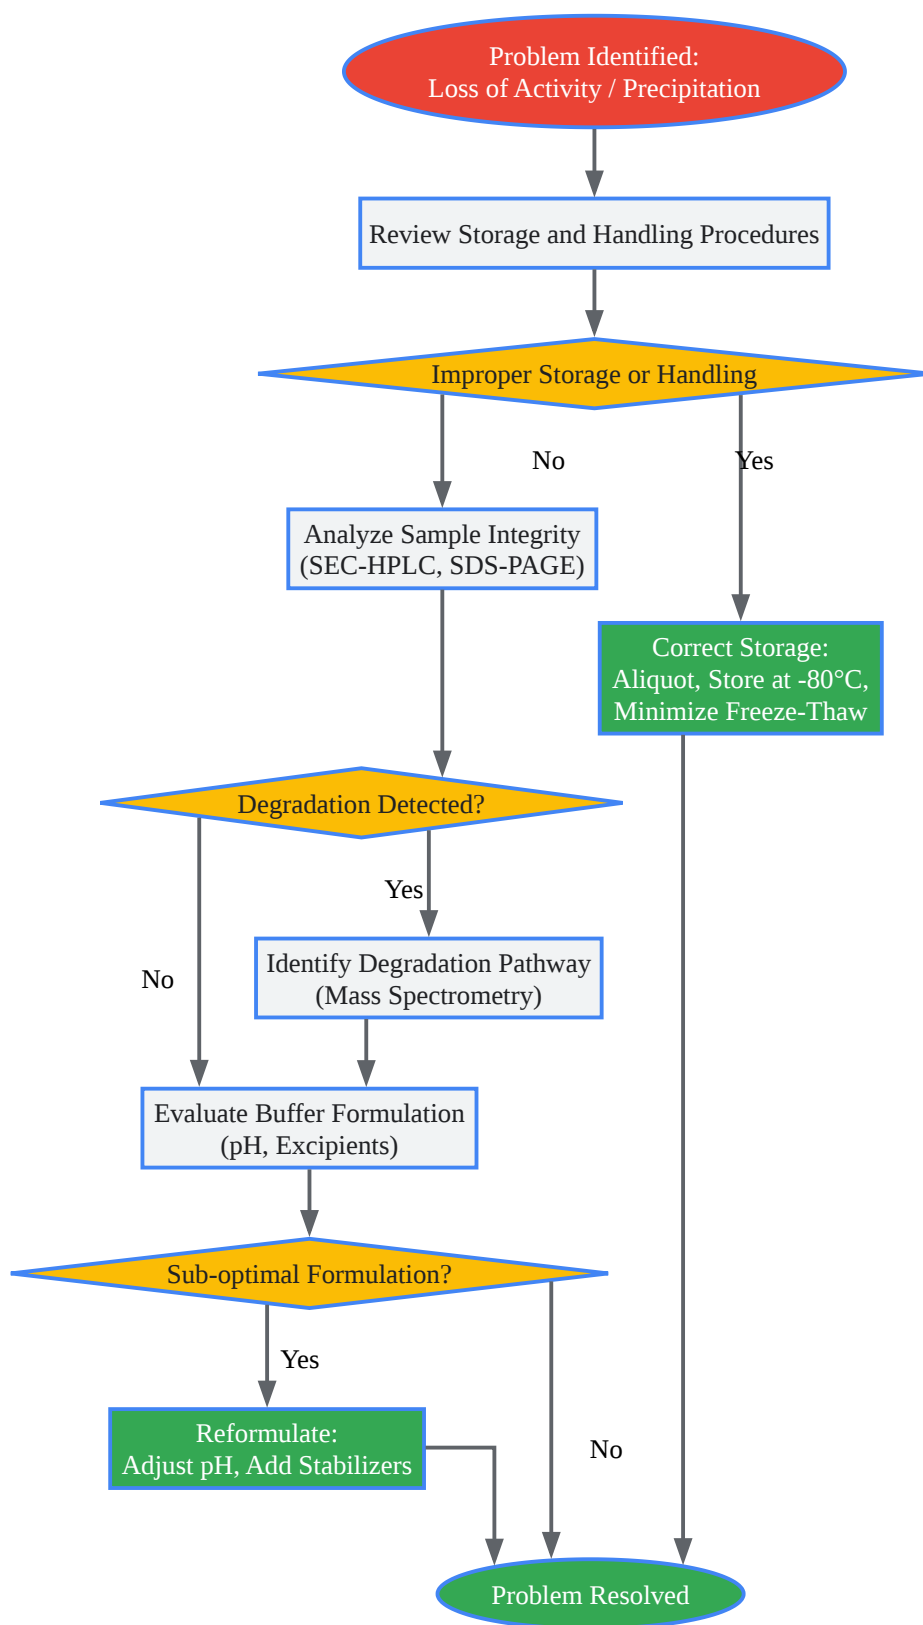 Problem Identified:
Loss of Activity / Precipitation
Review Storage and Handling Procedures
Improper Storage or Handling
No
Yes
Analyze Sample Integrity
(SEC-HPLC, SDS-PAGE)
Correct Storage:
Aliquot, Store at -80°C,
Minimize Freeze-Thaw
Degradation Detected?
Yes
No
Identify Degradation Pathway
(Mass Spectrometry)
Evaluate Buffer Formulation
(pH, Excipients)
Sub-optimal Formulation?
Yes
No
Reformulate:
Adjust pH, Add Stabilizers
Problem Resolved